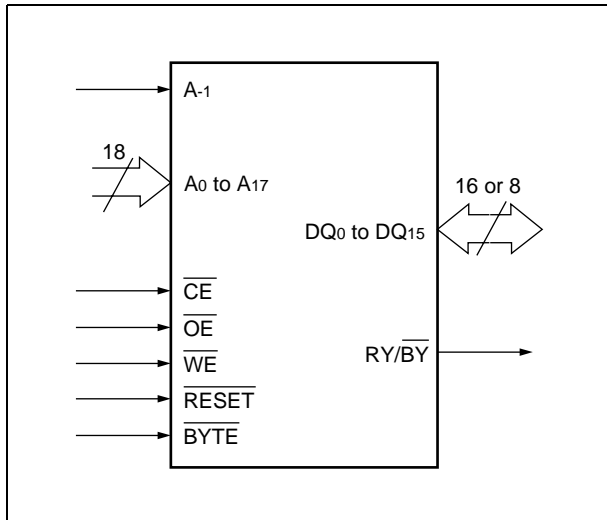 A-1
18
A0 to A17
16 or 8
DQ0 to DQ15
CE
OE
WE
RY/BY
RESET
BYTE